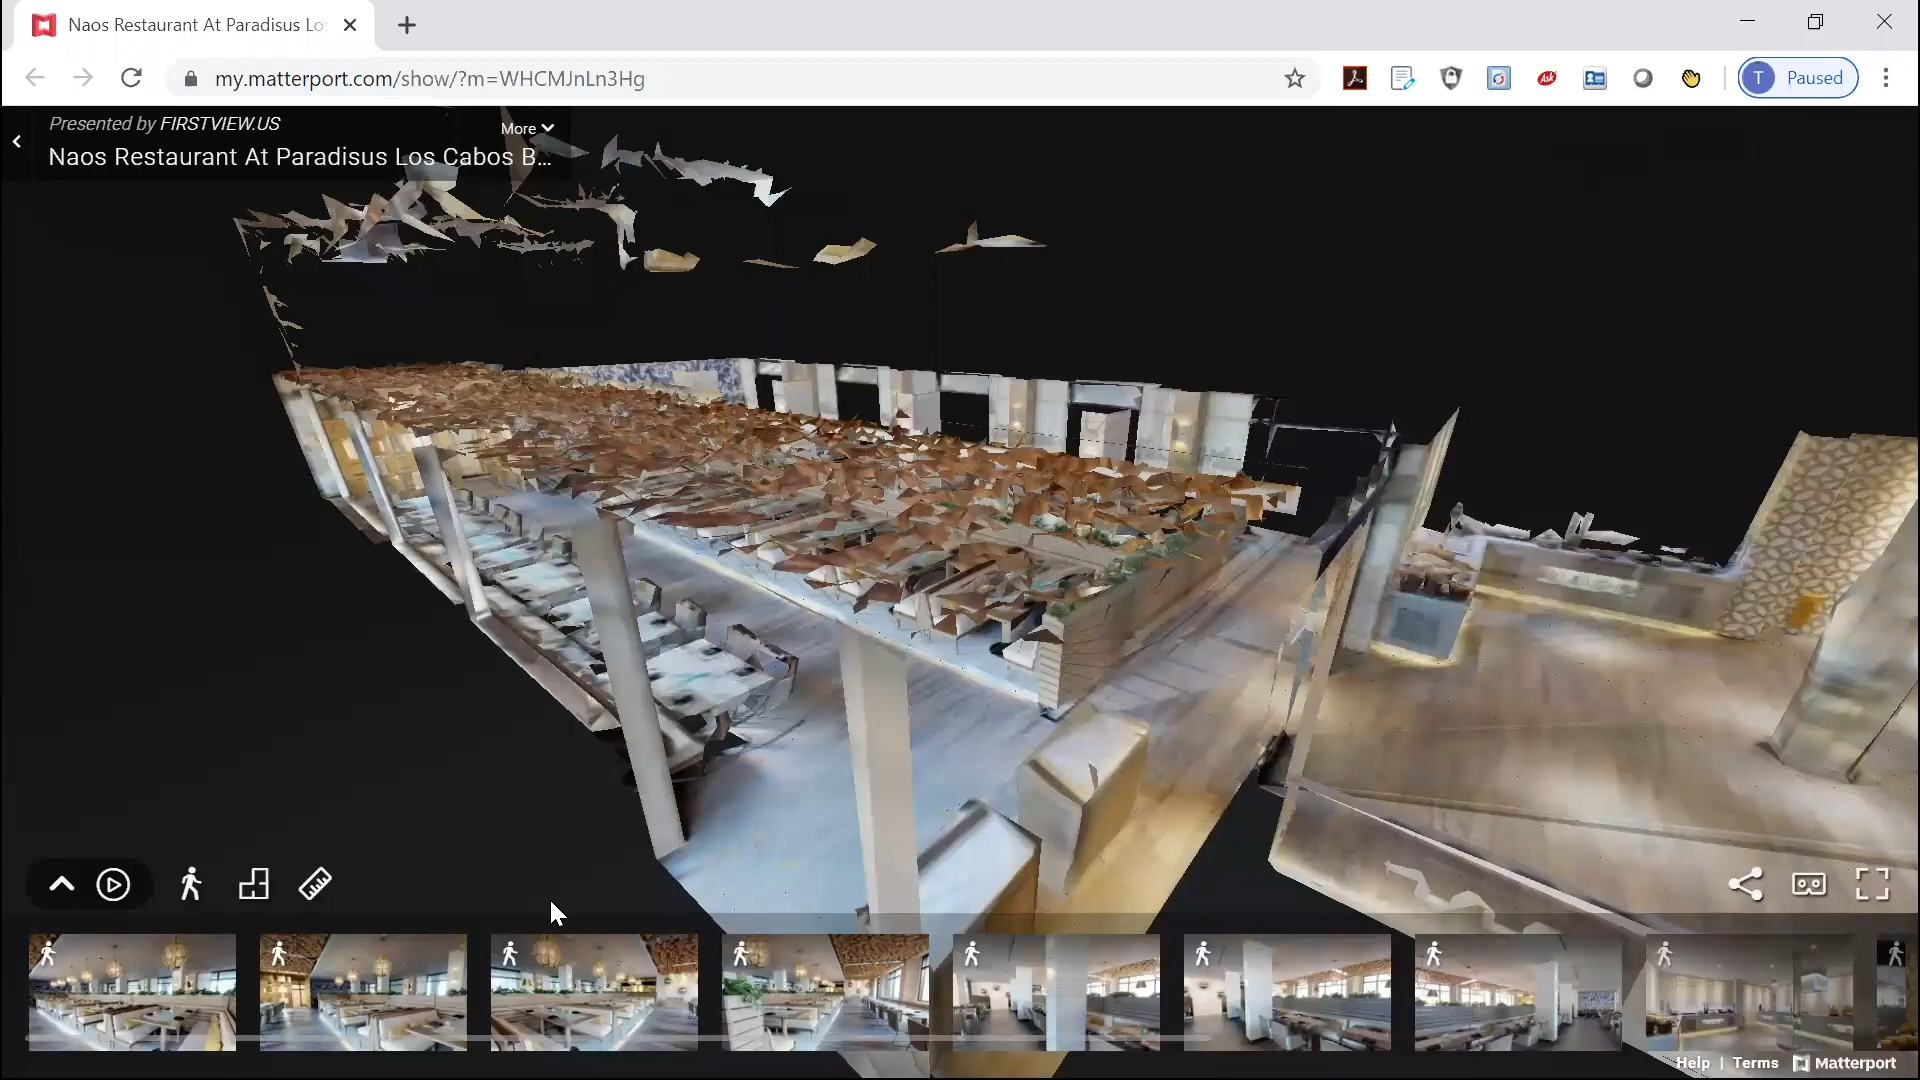 Naos Restaurant At Paradisus Lo
my.matterport.com/show/?m=WHCMJnLn3Hg
Ask
T Paused
Presented by FIRSTVIEW.US
More
Naos Restaurant At Paradisus Los Cabos B...
Help | Terms Matterport